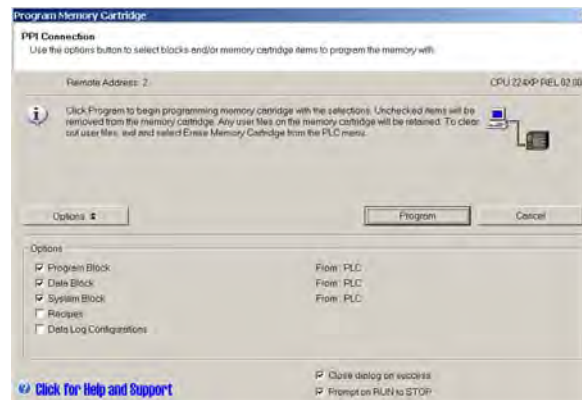 Program Memory Cartridge
PPI Connection
Use the options button to select blocks and/or memory cartridge items to program the memory with.
Remote Address: 2
CPU 224XP REL 02.00
Click Program to begin programming memory cartridge with the selections. Unchecked items will be
removed from the memory cartridge. Any user files on the memory cartridge will be retained. To clear
out user files, exit and select Erase Memory Cartridge from the PLC menu.
Options
Program
Cancel
Options
Program Block
From: PLC
Data Block
From: PLC
System Block
From: PLC
Recipes
Data Log Configurations
Close dialog on success
Click for Help and Support
Prompt on RUN to STOP